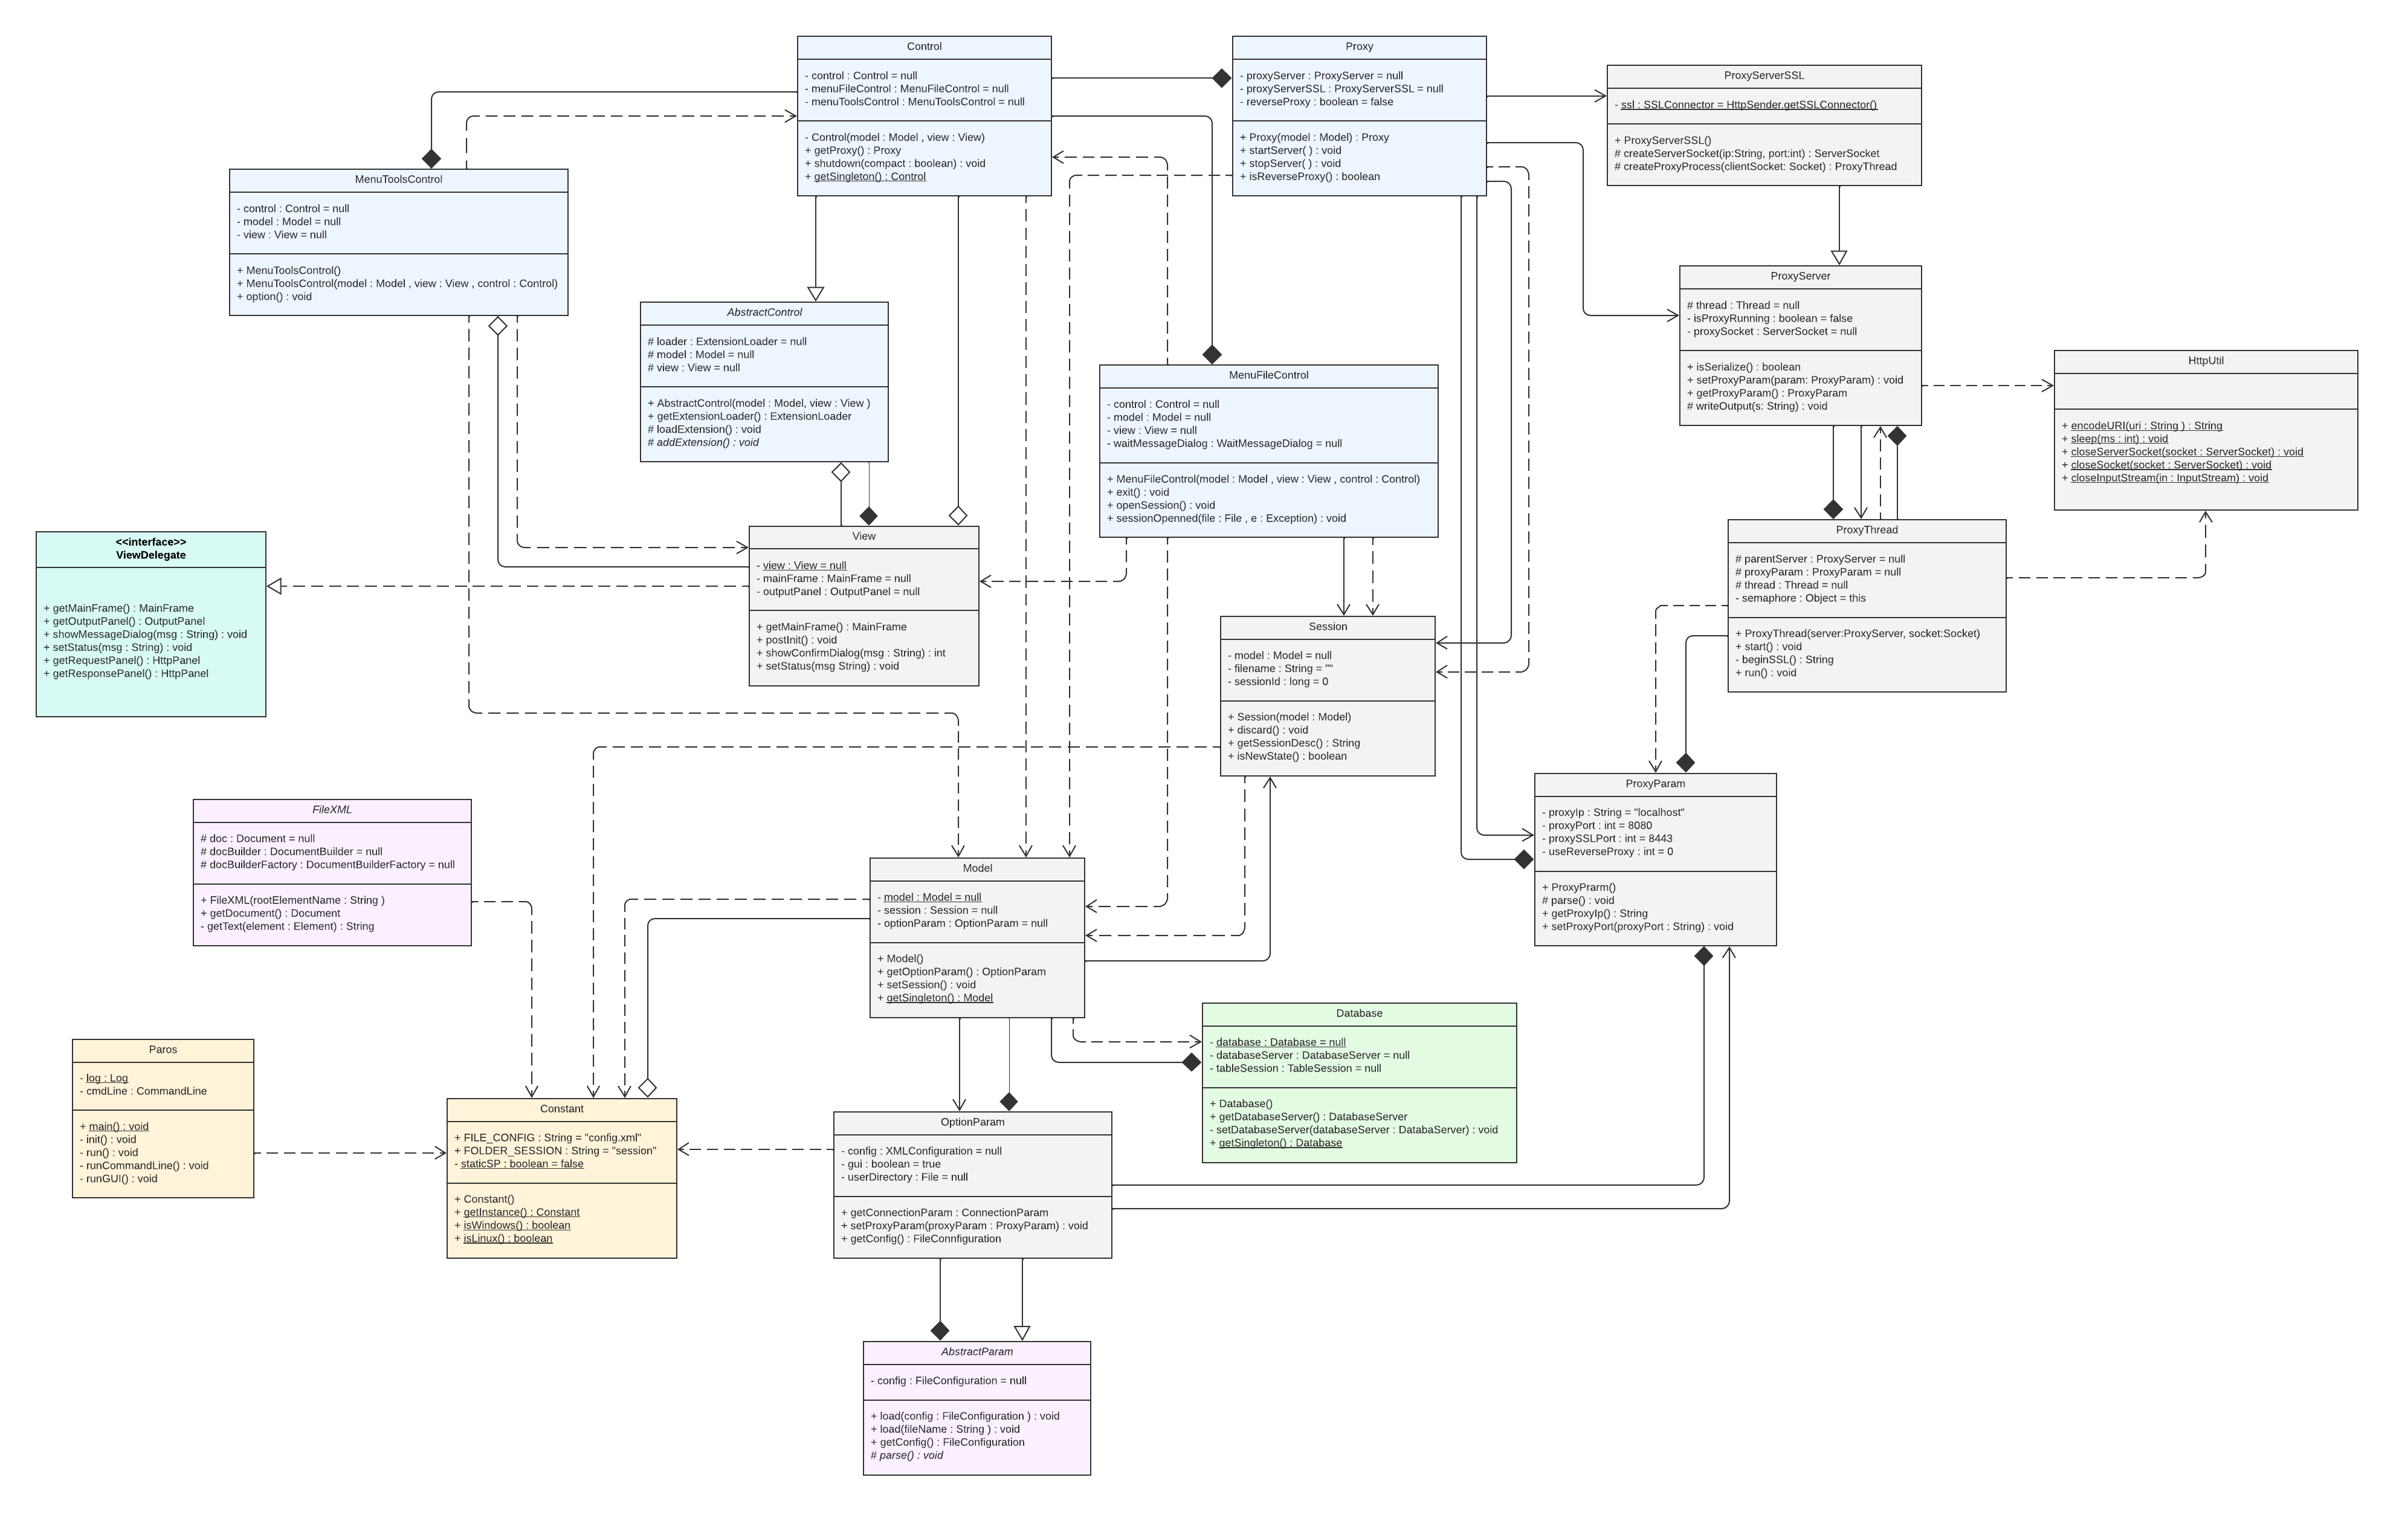 Control
- control : Control = null
- menuFileControl : MenuFileControl = null
- menuToolsControl : MenuToolsControl = null
- Control(model : Model , view : View)
+ getProxy() : Proxy
+ shutdown(compact : boolean) : void
+ getSingleton() : Control
Proxy
- proxyServer : ProxyServer = null
- proxyServerSSL : ProxyServerSSL = null
- reverseProxy : boolean = false
+ Proxy(model : Model) : Proxy
+ startServer( ) : void
+ stopServer( ) : void
+ isReverseProxy() : boolean
ProxyServerSSL
- ssl : SSLConnector = HttpSender.getSSLConnector()
+ ProxyServerSSL()
# createServerSocket(ip:String, port:int) : ServerSocket
# createProxyProcess(clientSocket: Socket) : ProxyThread
MenuToolsControl
- control : Control = null
- model : Model = null
- view : View = null
+ MenuToolsControl()
+ MenuToolsControl(model : Model , view : View , control : Control)
+ option() : void
ProxyServer
# thread : Thread = null
- isProxyRunning : boolean = false
- proxySocket : ServerSocket = null
+ isSerialize() : boolean
+ setProxyParam(param: ProxyParam) : void
+ getProxyParam() : ProxyParam
# writeOutput(s: String) : void
AbstractControl
# loader : ExtensionLoader = null
# model : Model = null
# view : View = null
+ AbstractControl(model : Model, view : View )
+ getExtensionLoader() : ExtensionLoader
# loadExtension() : void
# addExtension() : void
MenuFileControl
- control : Control = null
- model : Model = null
- view : View = null
- waitMessageDialog : WaitMessageDialog = null
+ MenuFileControl(model : Model , view : View , control : Control)
+ exit() : void
+ openSession() : void
+ sessionOpenned(file : File , e : Exception) : void
HttpUtil
+ encodeURI(uri : String ) : String
+ sleep(ms : int) : void
+ closeServerSocket(socket : ServerSocket) : void
+ closeSocket(socket : ServerSocket) : void
+ closeInputStream(in : InputStream) : void
<<interface>>
ViewDelegate
+ getMainFrame() : MainFrame
+ getOutputPanel() : OutputPanel
+ showMessageDialog(msg : String) : void
+ setStatus(msg : String) : void
+ getRequestPanel() : HttpPanel
+ getResponsePanel() : HttpPanel
View
- view : View = null
- mainFrame : MainFrame = null
- outputPanel : OutputPanel = null
+ getMainFrame() : MainFrame
+ postInit() : void
+ showConfirmDialog(msg : String) : int
+ setStatus(msg String) : void
ProxyThread
# parentServer : ProxyServer = null
# proxyParam : ProxyParam = null
# thread : Thread = null
- semaphore : Object = this
+ ProxyThread(server:ProxyServer, socket:Socket)
+ start() : void
- beginSSL() : String
+ run() : void
Session
- model : Model = null
- filename : String = ""
- sessionId : long = 0
+ Session(model : Model)
+ discard() : void
+ getSessionDesc() : String
+ isNewState() : boolean
ProxyParam
- proxyIp : String = "localhost"
- proxyPort : int = 8080
- proxySSLPort : int = 8443
- useReverseProxy : int = 0
+ ProxyPrarm()
# parse() : void
+ getProxyIp() : String
+ setProxyPort(proxyPort : String) : void
FileXML
# doc : Document = null
# docBuilder : DocumentBuilder = null
# docBuilderFactory : DocumentBuilderFactory = null
+ FileXML(rootElementName : String )
+ getDocument() : Document
- getText(element : Element) : String
Model
- model : Model = null
- session : Session = null
- optionParam : OptionParam = null
+ Model()
+ getOptionParam() : OptionParam
+ setSession() : void
+ getSingleton() : Model
Database
- database : Database = null
- databaseServer : DatabaseServer = null
- tableSession : TableSession = null
+ Database()
+ getDatabaseServer() : DatabaseServer
- setDatabaseServer(databaseServer : DatabaServer) : void
+ getSingleton() : Database
Paros
- log : Log
- cmdLine : CommandLine
+ main() : void
- init() : void
- run() : void
- runCommandLine() : void
- runGUI() : void
Constant
+ FILE_CONFIG : String = "config.xml"
+ FOLDER_SESSION : String = "session"
- staticSP : boolean = false
+ Constant()
+ getInstance() : Constant
+ isWindows() : boolean
+ isLinux() : boolean
OptionParam
- config : XMLConfiguration = null
- gui : boolean = true
- userDirectory : File = null
+ getConnectionParam : ConnectionParam
+ setProxyParam(proxyParam : ProxyParam) : void
+ getConfig() : FileConnfiguration
AbstractParam
- config : FileConfiguration = null
+ load(config : FileConfiguration ) : void
+ load(fileName : String ) : void
+ getConfig() : FileConfiguration
# parse() : void